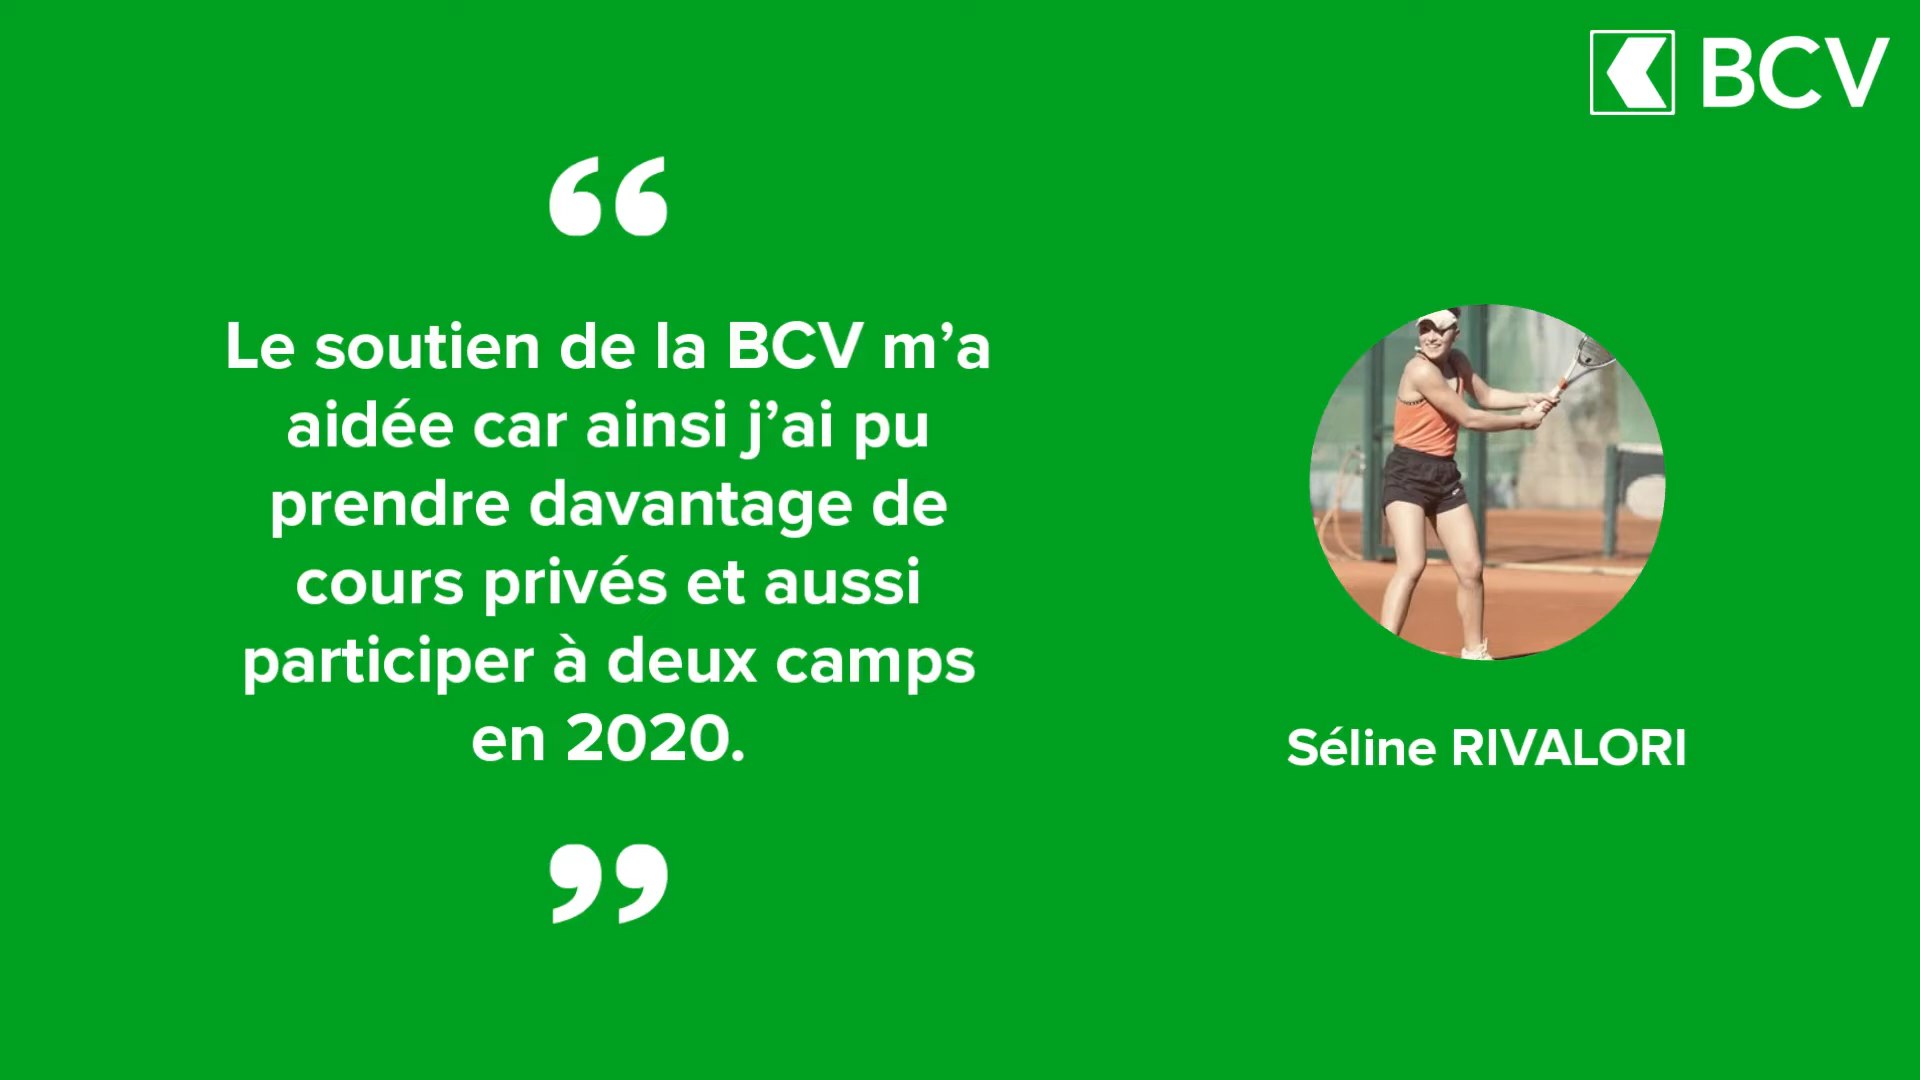 BCV
“
Le soutien de la BCV m’a
aidée car ainsi j’ai pu
prendre davantage de
cours privés et aussi
participer à deux camps
en 2020.
”
Séline RIVALORI